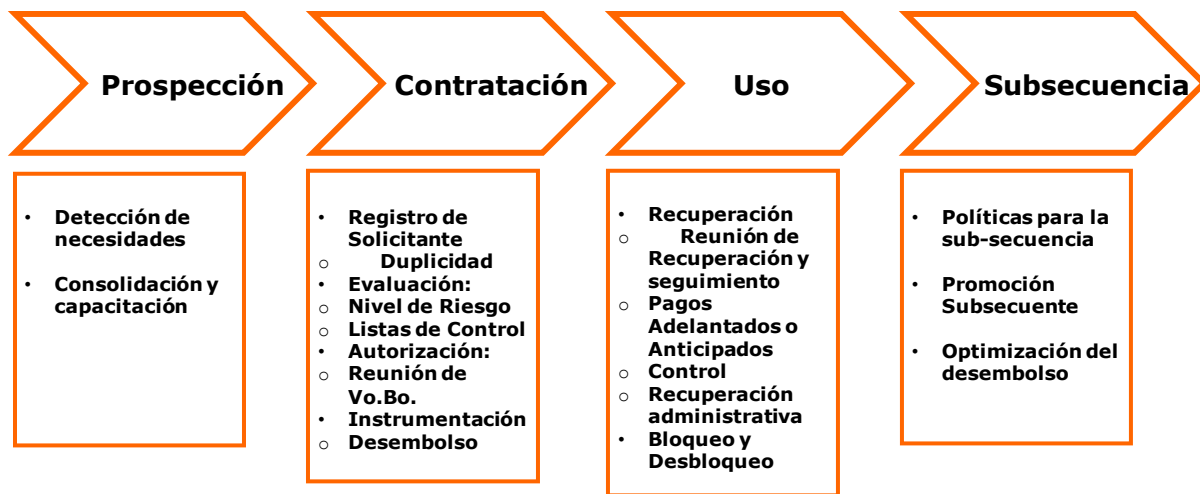 Prospección
Contratación
Uso
Subsecuencia
• Detección de
necesidades
• Consolidación y
capacitación
• Registro de
Solicitante
o Duplicidad
• Evaluación:
o Nivel de Riesgo
o Listas de Control
• Autorización:
o Reunión de
Vo.Bo.
• Instrumentación
o Desembolso
• Recuperación
o Reunión de
Recuperación y
seguimiento
o Pagos
Adelantados o
Anticipados
o Control
o Recuperación
administrativa
• Bloqueo y
Desbloqueo
• Políticas para la
sub-secuencia
• Promoción
Subsecuente
• Optimización del
desembolso